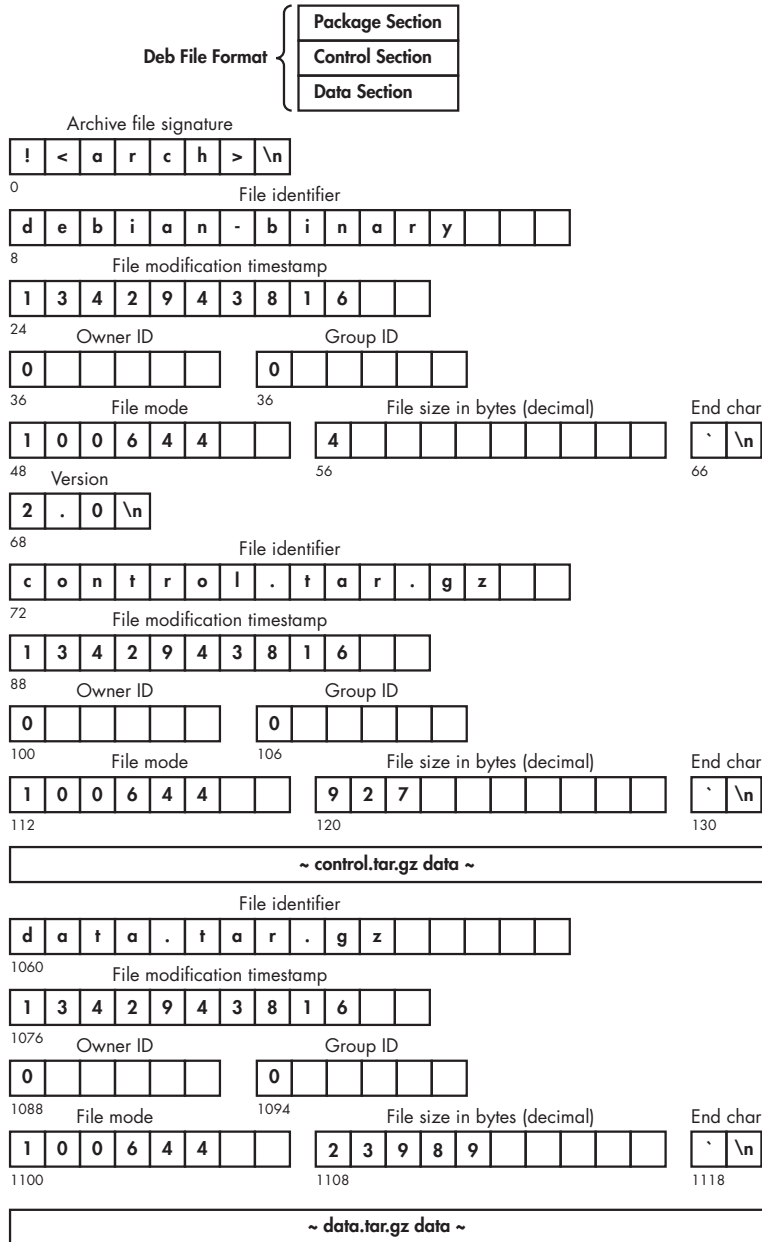 Package Section
Deb File Format
Control Section
Data Section
Archive file signature
! < a r c h > \n
0
File identifier
d e b i a n - b i n a r y
8
File modification timestamp
1 3 4 2 9 4 3 8 1 6
24
Owner ID Group ID
0 0
36 36
File mode File size in bytes (decimal) End char
1 0 0 6 4 4 4 ` \n
48 56 66
Version
2 . 0 \n
68
File identifier
c o n t r o l . t a r . g z
72
File modification timestamp
1 3 4 2 9 4 3 8 1 6
88
Owner ID Group ID
0 0
100 106
File mode File size in bytes (decimal) End char
1 0 0 6 4 4 9 2 7 ` \n
112 120 130
~ control.tar.gz data ~
File identifier
d a t a . t a r . g z
1060
File modification timestamp
1 3 4 2 9 4 3 8 1 6
1076
Owner ID Group ID
0 0
1088 1094
File mode File size in bytes (decimal) End char
1 0 0 6 4 4 2 3 9 8 9 ` \n
1100 1108 1118
~ data.tar.gz data ~